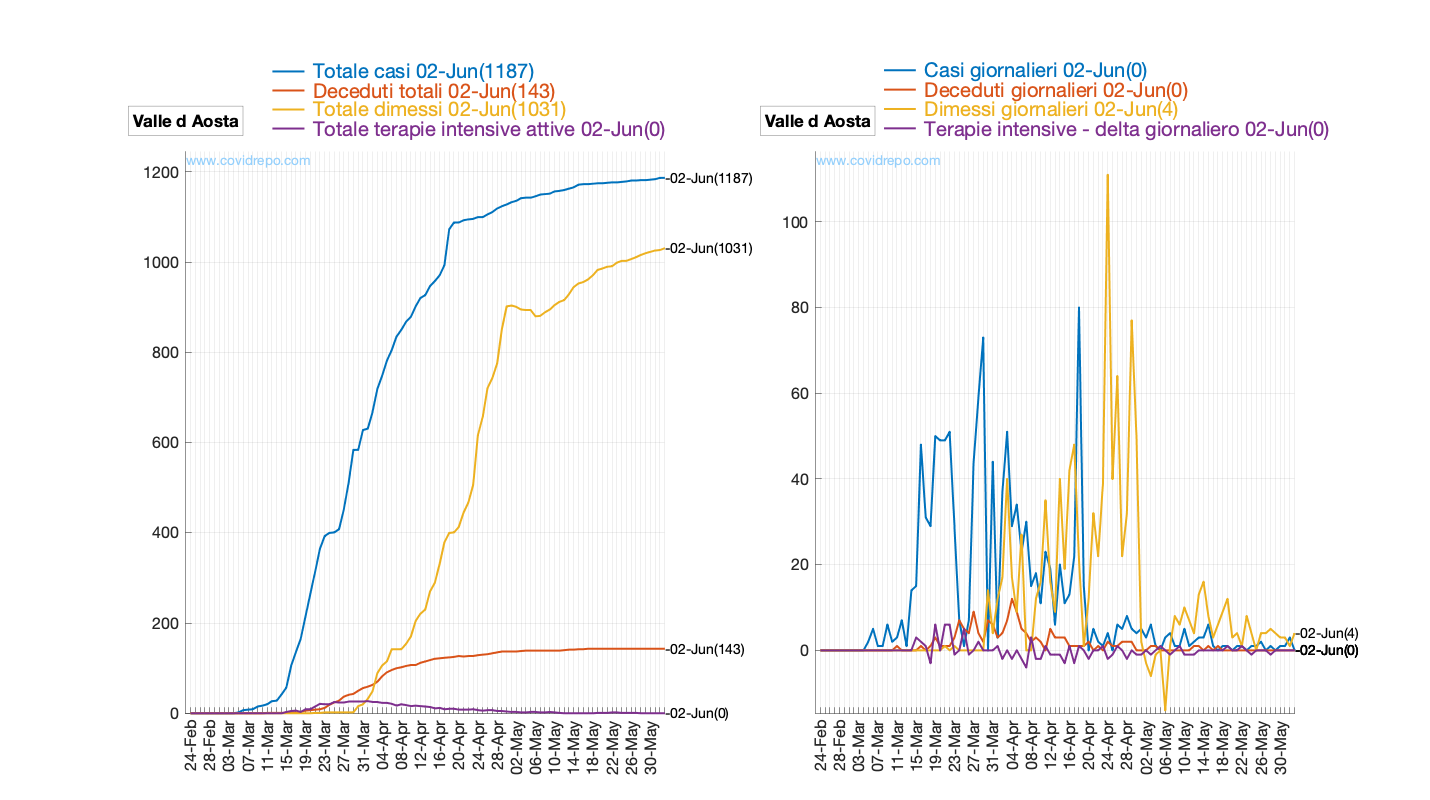 Totale casi 02-Jun(1187)
Deceduti totali 02-Jun(143)
Totale dimessi 02-Jun(1031)
Totale terapie intensive attive 02-Jun(0)
Valle d Aosta
www.covidrepo.com
1200
1000
800
600
400
200
0
-02-Jun(1187)
-02-Jun(1031)
-02-Jun(143)
-02-Jun(0)
24-Feb
28-Feb
03-Mar
07-Mar
11-Mar
15-Mar
19-Mar
23-Mar
27-Mar
31-Mar
04-Apr
08-Apr
12-Apr
16-Apr
20-Apr
24-Apr
28-Apr
02-May
06-May
10-May
14-May
18-May
22-May
26-May
30-May
Casi giornalieri 02-Jun(0)
Deceduti giornalieri 02-Jun(0)
Dimessi giornalieri 02-Jun(4)
Terapie intensive - delta giornaliero 02-Jun(0)
Valle d Aosta
www.covidrepo.com
100
80
60
40
20
0
-02-Jun(4)
-02-Jun(0)
24-Feb
28-Feb
03-Mar
07-Mar
11-Mar
15-Mar
19-Mar
23-Mar
27-Mar
31-Mar
04-Apr
08-Apr
12-Apr
16-Apr
20-Apr
24-Apr
28-Apr
02-May
06-May
10-May
14-May
18-May
22-May
26-May
30-May